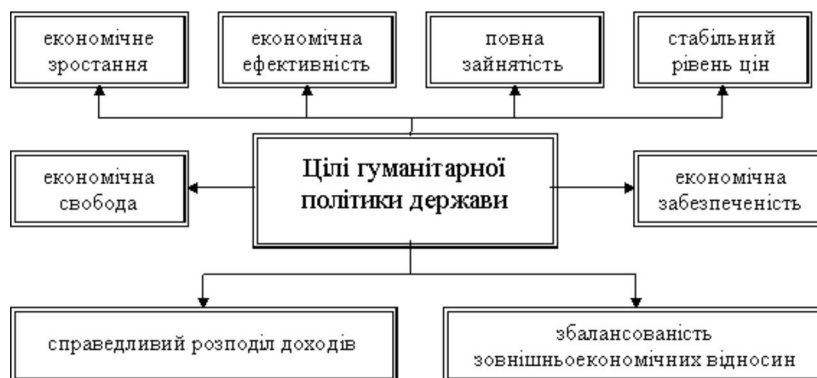 економічне
зростання
економічна
ефективність
повна
зайнятість
стабільний
рівень цін
економічна
свобода
Цілі гуманітарної
політики держави
економічна
забезпеченість
справедливий розподіл доходів
збалансованість
зовнішньоекономічних відносин